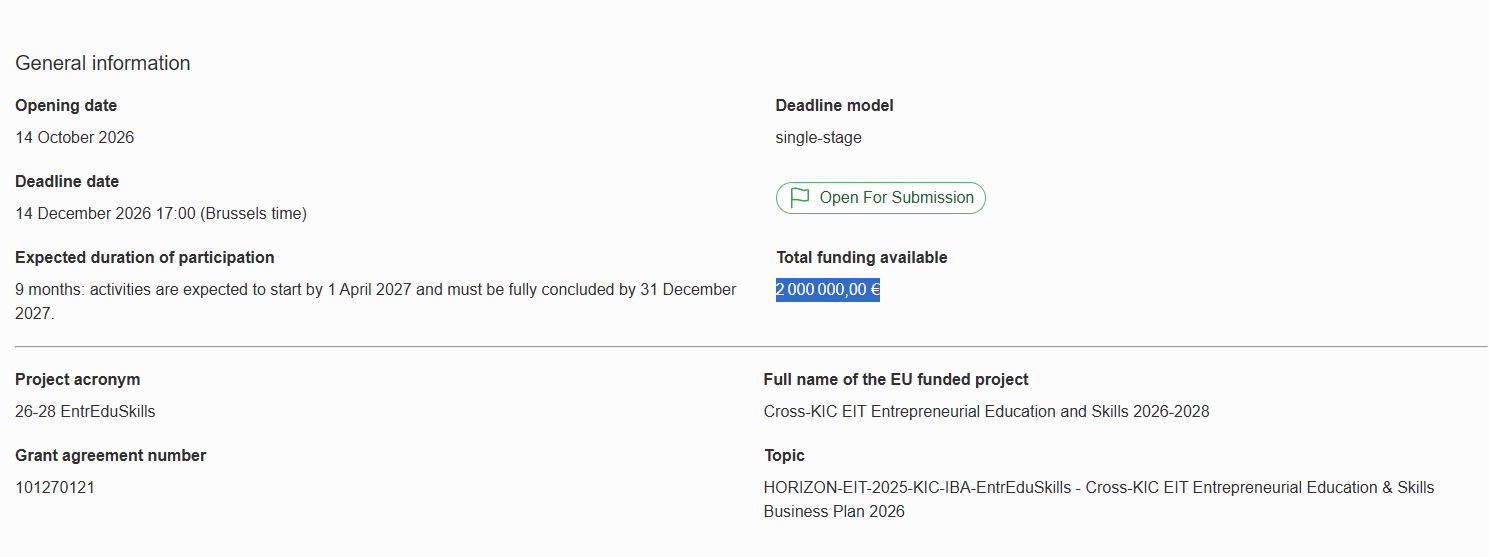 General information
Opening date
14 October 2026
Deadline model
single-stage
Deadline date
14 December 2026 17:00 (Brussels time)
Open For Submission
Expected duration of participation
9 months: activities are expected to start by 1 April 2027 and must be fully concluded by 31 December
2027.
Total funding available
2 000 000,00 €
Project acronym
26-28 EntrEduSkills
Full name of the EU funded project
Cross-KIC EIT Entrepreneurial Education and Skills 2026-2028
Grant agreement number
101270121
Topic
HORIZON-EIT-2025-KIC-IBA-EntrEduSkills - Cross-KIC EIT Entrepreneurial Education & Skills
Business Plan 2026